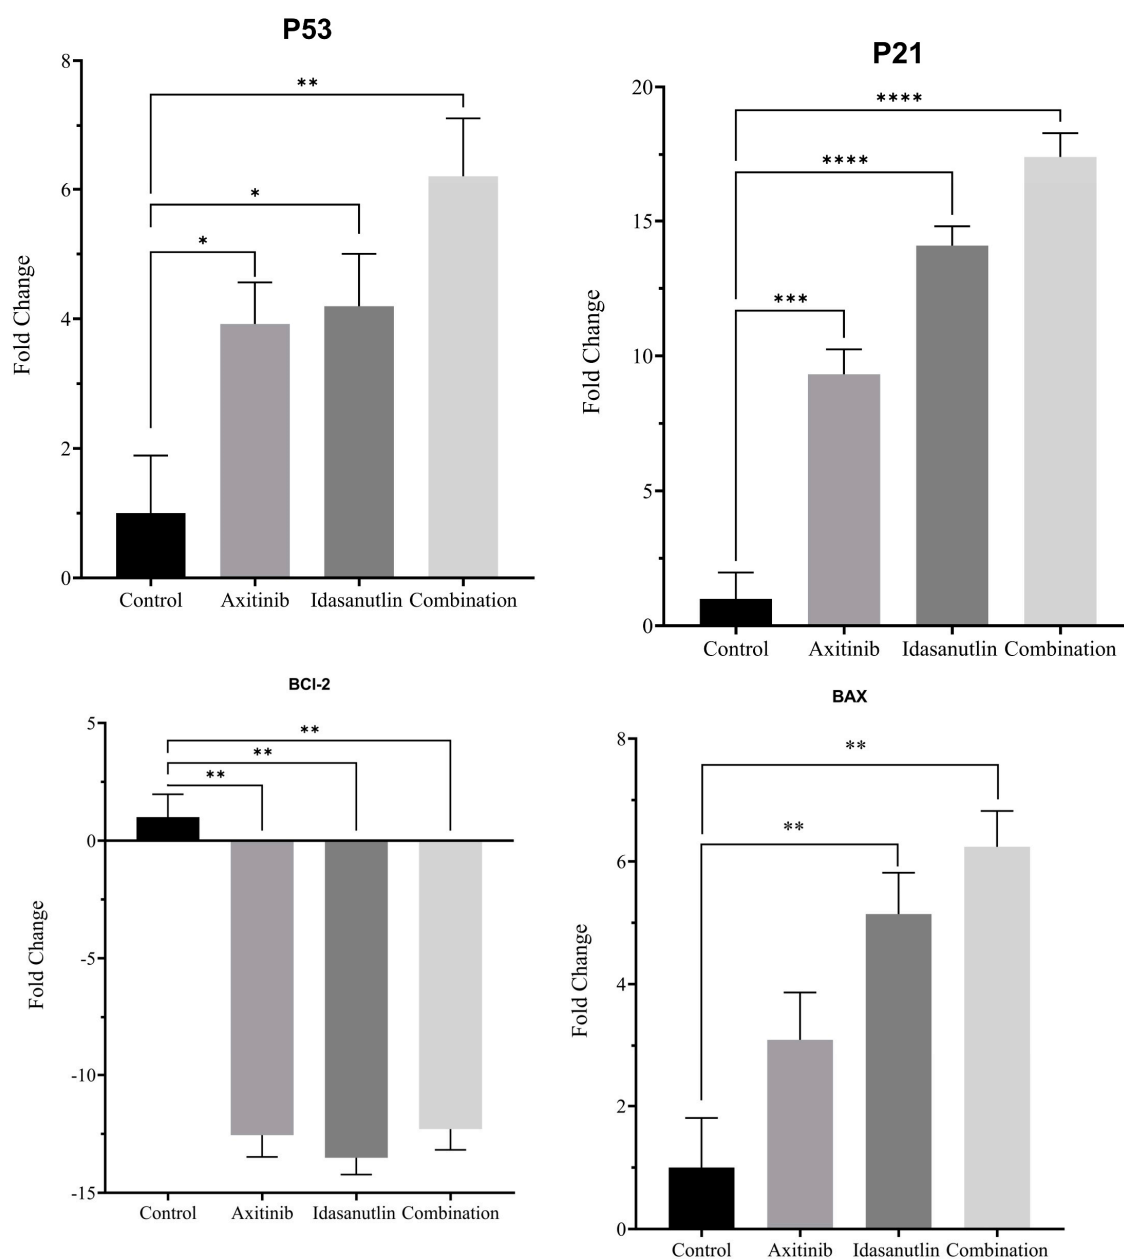 P53
8
6
4
2
0
Fold Change
**
*
*
Control Axitinib Idasanutlin Combination
P21
20
15
10
5
0
Fold Change
****
****
***
Control Axitinib Idasanutlin Combination
BCl-2
5
0
-5
-10
-15
Fold Change
**
**
**
Control Axitinib Idasanutlin Combination
BAX
8
6
4
2
0
Fold Change
**
**
Control Axitinib Idasanutlin Combination